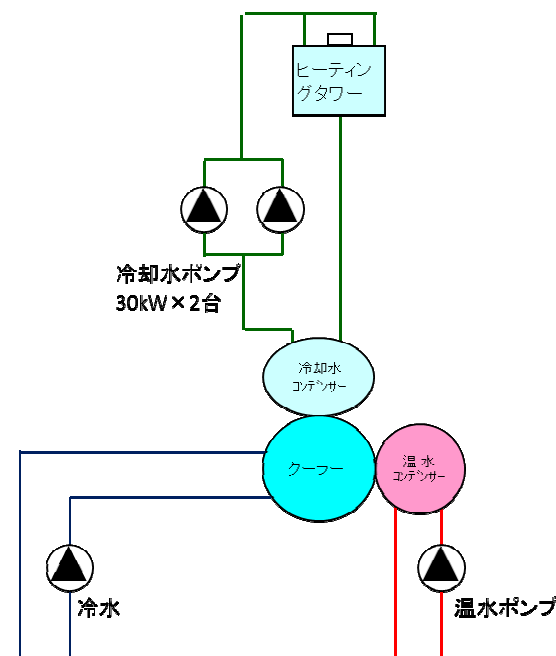 ヒーティン
グタワー
冷却水ポンプ
30kW×2台
冷却水
コンデンサー
クーラー
温水
コンデンサー
冷水
温水ポンプ